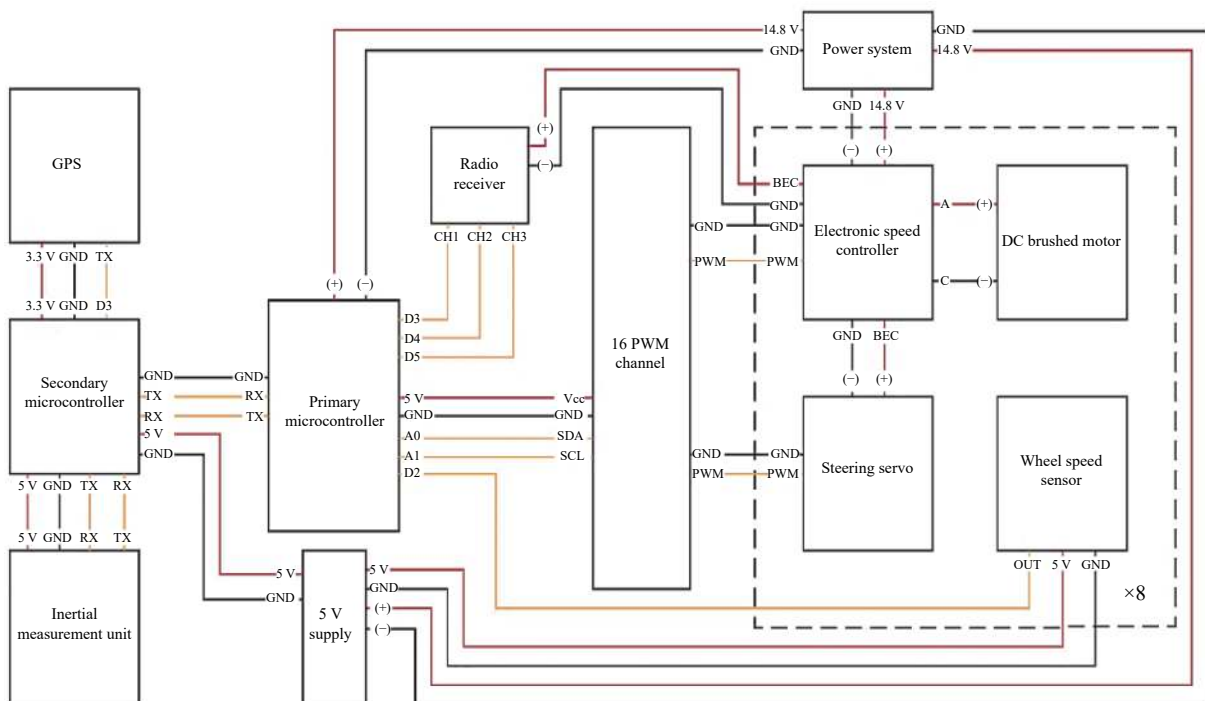 14.8 V
GND
Power system
GND
14.8 V
GND 14.8 V
(−) (+)
GPS
3.3 V GND TX
3.3 V GND D3
Radio
receiver
(+)
(−)
CH1 CH2 CH3
BEC
GND
GND
GND
PWM
PWM
Electronic speed
controller
A (+)
C (−)
DC brushed motor
GND BEC
(−) (+)
(+) (−)
Secondary
microcontroller
GND
TX
RX
5 V
GND
GND
RX
TX
Primary
microcontroller
D3
D4
D5
5 V
GND
A0
A1
D2
Vcc
GND
SDA
SCL
16 PWM
channel
GND
PWM
GND
PWM
Steering servo
Wheel speed
sensor
OUT 5 V GND
×8
5 V GND TX RX
5 V GND RX TX
Inertial
measurement unit
5 V
GND
5 V
supply
5 V
GND
(+)
(−)